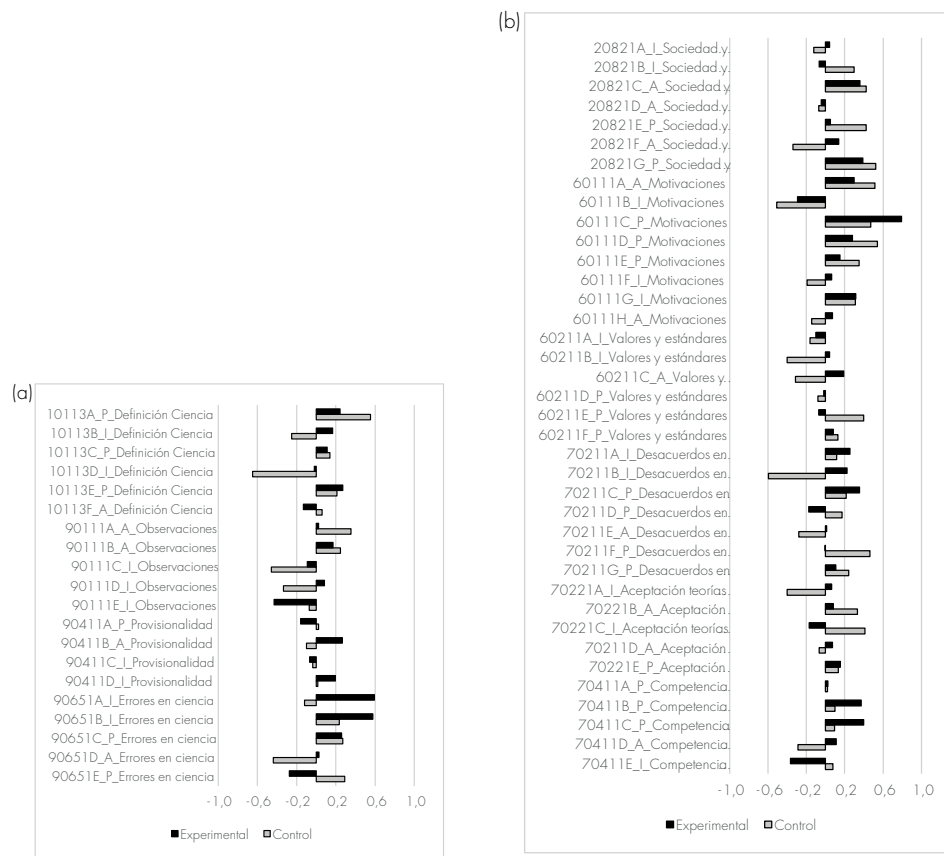 (a)
10113A_P_Definición Ciencia
10113B_I_Definición Ciencia
10113C_P_Definición Ciencia
10113D_I_Definición Ciencia
10113E_P_Definición Ciencia
10113F_A_Definición Ciencia
90111A_A_Observaciones
90111B_A_Observaciones
90111C_I_Observaciones
90111D_I_Observaciones
90111E_I_Observaciones
90411A_P_Provisionalidad
90411B_A_Provisionalidad
90411C_I_Provisionalidad
90411D_I_Provisionalidad
90651A_I_Errores en ciencia
90651B_I_Errores en ciencia
90651C_P_Errores en ciencia
90651D_A_Errores en ciencia
90651E_P_Errores en ciencia
-1,0 -0,6 -0,2 0,2 0,6 1,0
Experimental Control
(b)
20821A_I_Sociedad.y.
20821B_I_Sociedad.y.
20821C_A_Sociedad.y
20821D_A_Sociedad.y.
20821E_P_Sociedad.y.
20821F_A_Sociedad.y.
20821G_P_Sociedad.y
60111A_A_Motivaciones
60111B_I_Motivaciones
60111C_P_Motivaciones
60111D_P_Motivaciones
60111E_P_Motivaciones
60111F_I_Motivaciones
60111G_I_Motivaciones
60111H_A_Motivaciones
60211A_I_Valores y estándares
60211B_I_Valores y estándares
60211C_A_Valores y..
60211D_P_Valores y estándares
60211E_P_Valores y estándares
60211F_P_Valores y estándares
70211A_I_Desacuerdos en.
70211B_I_Desacuerdos en.
70211C_P_Desacuerdos en
70211D_P_Desacuerdos en.
70211E_A_Desacuerdos en.
70211F_P_Desacuerdos en.
70211G_P_Desacuerdos en
70221A_I_Aceptación teorías.
70221B_A_Aceptación.
70221C_I_Aceptación teorías.
70211D_A_Aceptación.
70221E_P_Aceptación.
70411A_P_Competencia.
70411B_P_Competencia.
70411C_P_Competencia
70411D_A_Competencia.
70411E_I_Competencia.
-1,0 -0,6 -0,2 0,2 0,6 1,0
Experimental Control